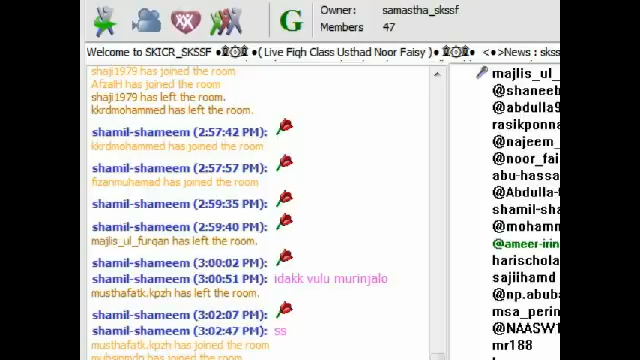 G
Owner: samastha_skssf
Members 47
Welcome to SKICR_SKSSF
( Live Fiqh Class Usthad Noor Faisy )
< >News : skss
shaji1979 has joined the room
AfzalH has joined the room
shaji1979 has left the room.
kkrdmohammed has left the room.
shamil-shameem (2:57:42 PM):
kkrdmohammed has joined the room
shamil-shameem (2:57:57 PM):
fizanmuhamad has joined the room
shamil-shameem (2:59:35 PM):
shamil-shameem (2:59:40 PM):
majlis_ul_furqan has left the room.
shamil-shameem (3:00:02 PM):
shamil-shameem (3:00:51 PM): idakk vulu murinjalo
musthafatk.kpzh has left the room.
shamil-shameem (3:02:07 PM):
shamil-shameem (3:02:47 PM): ss
musthafatk.kpzh has joined the room
majlis_ul_
@shaneeb
@abdulla9
rasikponna
@najeem_
@noor_fai
abu-hassa
@Abdulla-
shamil-sha
@mohamm
@ameer-irin
harischola
sajiihamd
@np.abuba
msa_perin
@NAASW1
mr188